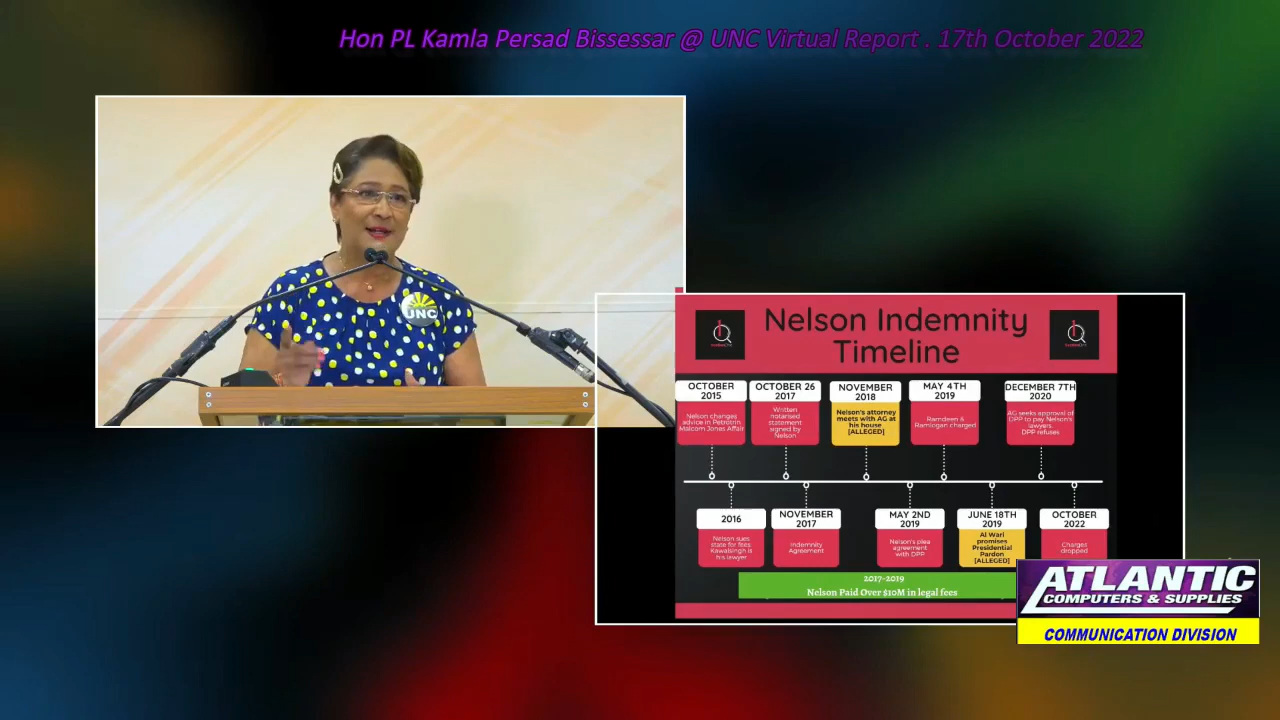 Hon PL Kamla Persad Bissessar @ UNC Virtual Report . 17th October 2022
UNC
Nelson Indemnity
Timeline
OCTOBER
2015
Nelson changes
advice in Petrotrin
Malcom Jones Affair
OCTOBER 26
2017
Written
notarised
statement
signed by
Nelson
NOVEMBER
2018
Nelson's attorney
meets with AG at
his house
[ALLEGED]
MAY 4TH
2019
Ramdeen &
Ramlogan charged
DECEMBER 7TH
2020
AG seeks approval of
DPP to pay Nelson's
lawyers.
DPP refuses
2016
Nelson sues
state for fees.
Kawalsingh is
his lawyer
NOVEMBER
2017
Indemnity
Agreement
MAY 2ND
2019
Nelson's plea
agreement
with DPP
JUNE 18TH
2019
Al Wari
promises
Presidential
Pardon
[ALLEGED]
OCTOBER
2022
Charges
dropped
2017-2019
Nelson Paid Over $10M in legal fees
ATLANTIC
COMPUTERS & SUPPLIES
COMMUNICATION DIVISION